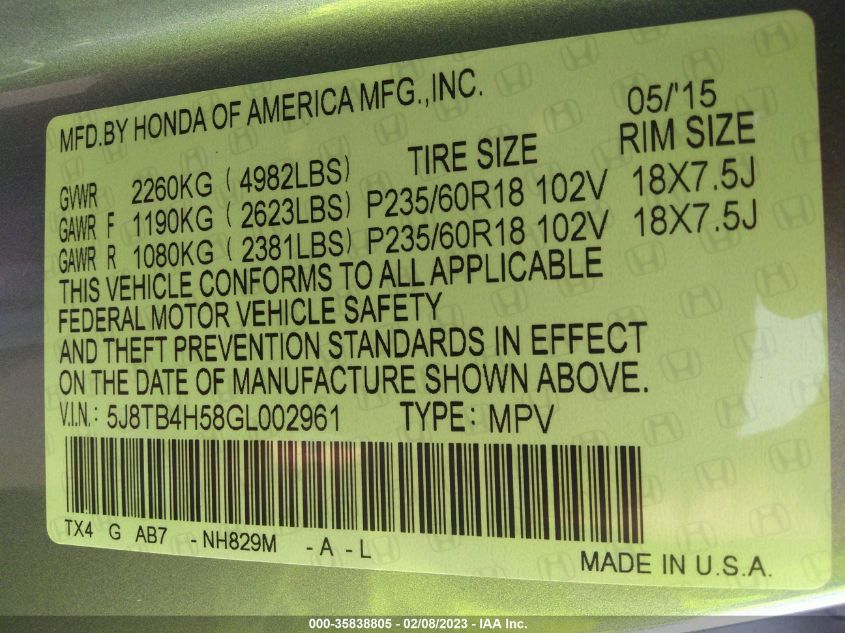 MFD.BY HONDA OF AMERICA MFG.,INC. 05/'15
TIRE SIZE RIM SIZE
GVWR 2260KG (4982LBS)
GAWR F 1190KG (2623LBS) P235/60R18 102V 18X7.5J
GAWR R 1080KG (2381LBS) P235/60R18 102V 18X7.5J
THIS VEHICLE CONFORMS TO ALL APPLICABLE
FEDERAL MOTOR VEHICLE SAFETY
AND THEFT PREVENTION STANDARDS IN EFFECT
ON THE DATE OF MANUFACTURE SHOWN ABOVE.
V.I.N.: 5J8TB4H58GL002961 TYPE: MPV
TX4 G AB7 -NH829M -A -L
MADE IN U.S.A.
000-35838805 - 02/08/2023 - IAA Inc.